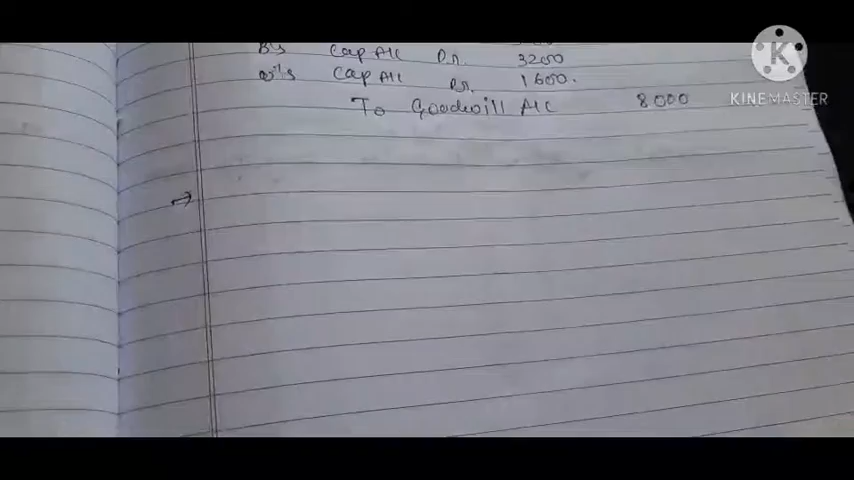 B's Cap A/c Dr. 3200
Cap A/c Dr. 1600.
To Goodwill A/c 8000
KINEMASTER